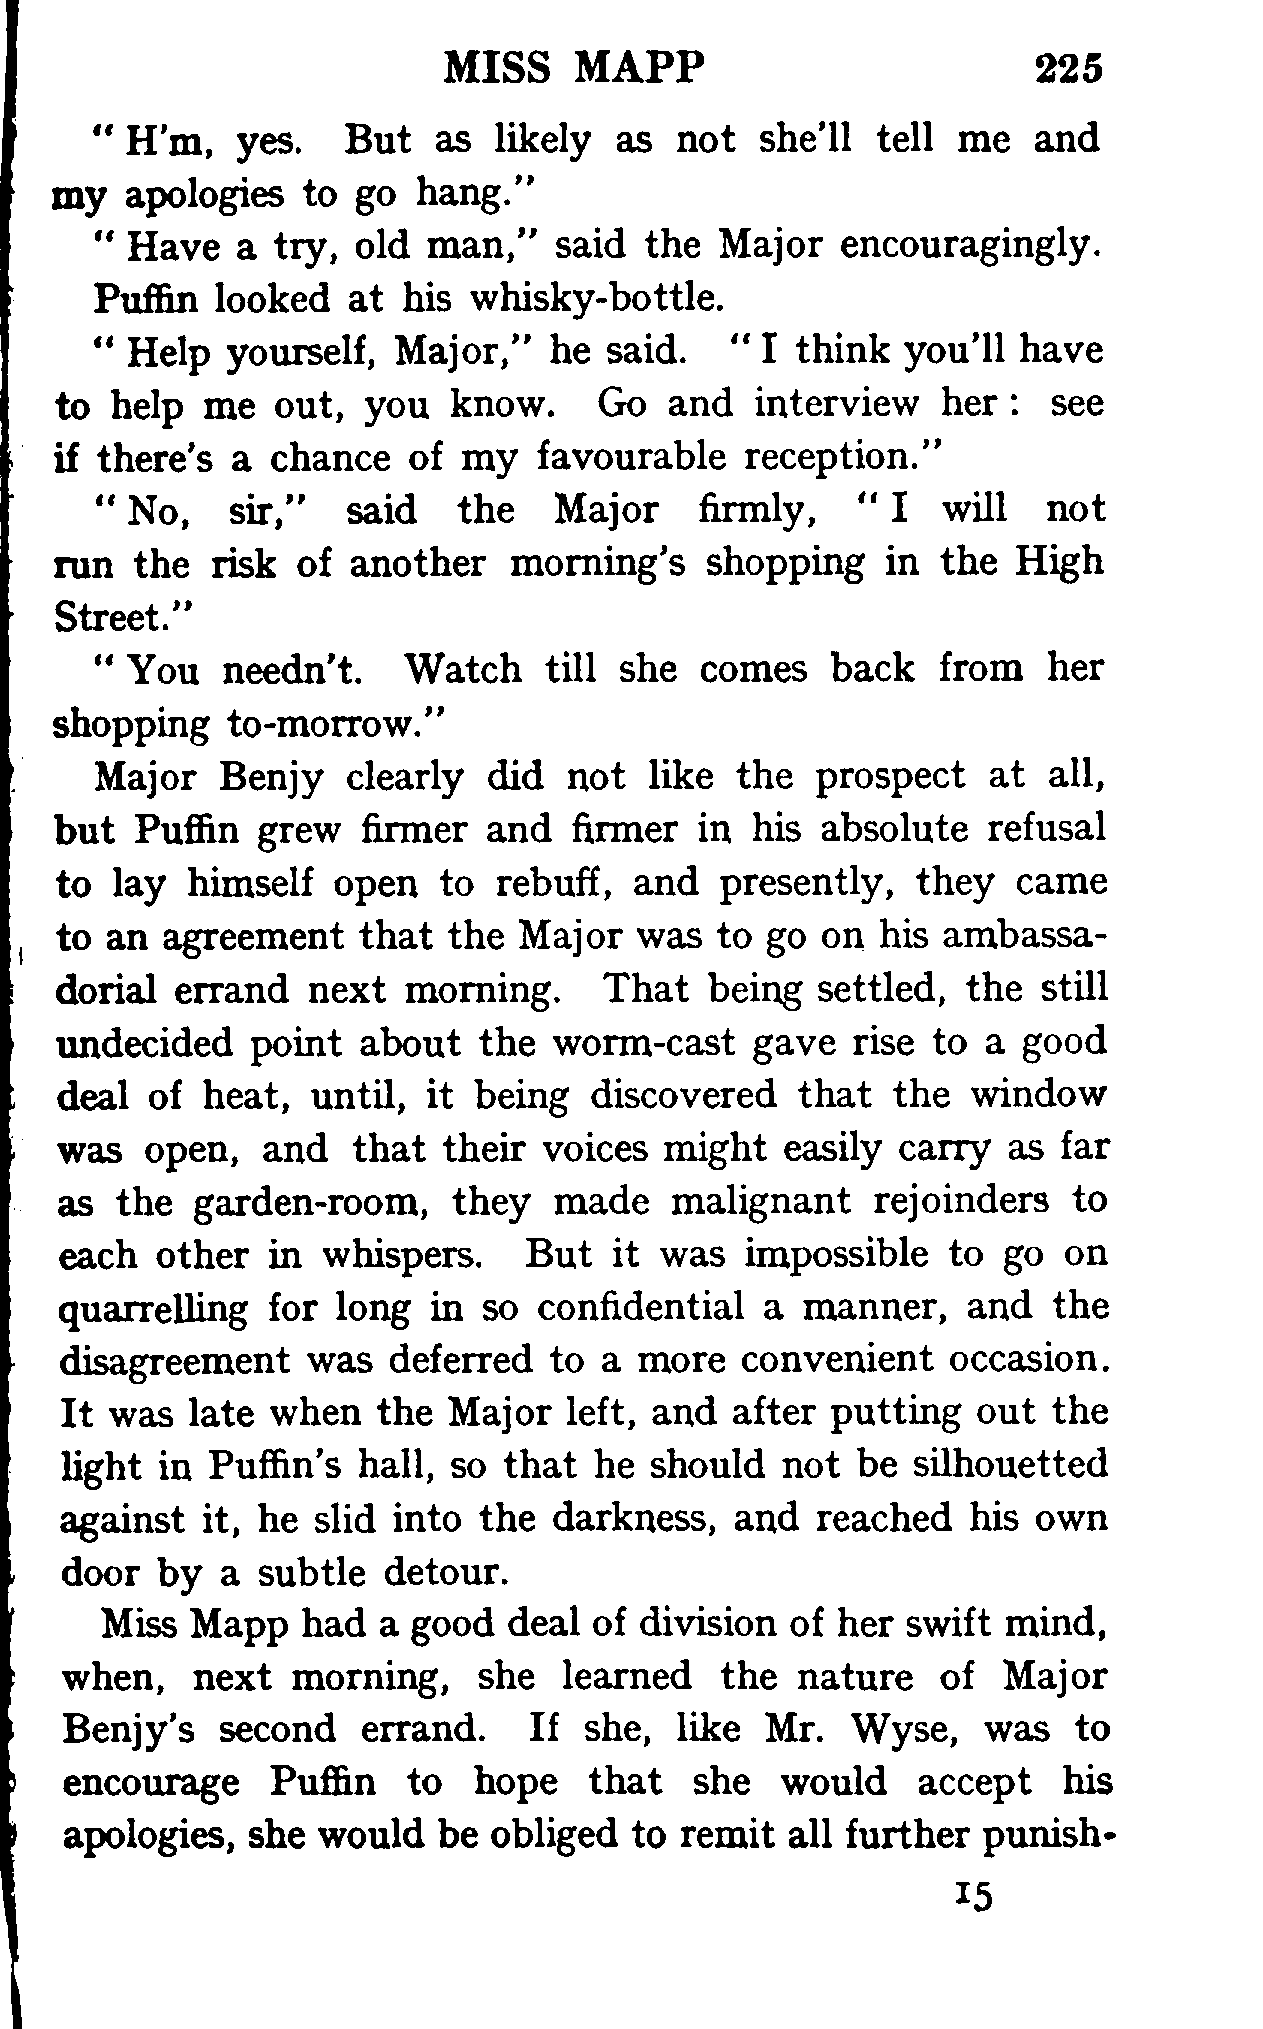 MISS MAPP 225
" H'm, yes. But as likely as not she'll tell me and
my apologies to go hang."
" Have a try, old man," said the Major encouragingly.
Puffin looked at his whisky-bottle.
" Help yourself, Major," he said. " I think you'll have
to help me out, you know. Go and interview her : see
if there's a chance of my favourable reception."
" No, sir," said the Major firmly, " I will not
run the risk of another morning's shopping in the High
Street."
" You needn't. Watch till she comes back from her
shopping to-morrow."
Major Benjy clearly did not like the prospect at all,
but Puffin grew firmer and firmer in his absolute refusal
to lay himself open to rebuff, and presently, they came
to an agreement that the Major was to go on his ambassa-
dorial errand next morning. That being settled, the still
undecided point about the worm-cast gave rise to a good
deal of heat, until, it being discovered that the window
was open, and that their voices might easily carry as far
as the garden-room, they made malignant rejoinders to
each other in whispers. But it was impossible to go on
quarrelling for long in so confidential a manner, and the
disagreement was deferred to a more convenient occasion.
It was late when the Major left, and after putting out the
light in Puffin's hall, so that he should not be silhouetted
against it, he slid into the darkness, and reached his own
door by a subtle detour.
Miss Mapp had a good deal of division of her swift mind,
when, next morning, she learned the nature of Major
Benjy's second errand. If she, like Mr. Wyse, was to
encourage Puffin to hope that she would accept his
apologies, she would be obliged to remit all further punish-
15